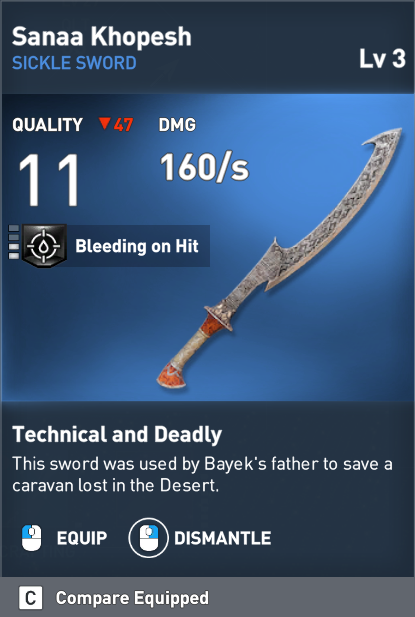 Sanaa Khopesh
SICKLE SWORD
Lv 3
QUALITY ▼47 DMG
11 160/s
Bleeding on Hit
Technical and Deadly
This sword was used by Bayek's father to save a
caravan lost in the Desert.
EQUIP DISMANTLE
C Compare Equipped